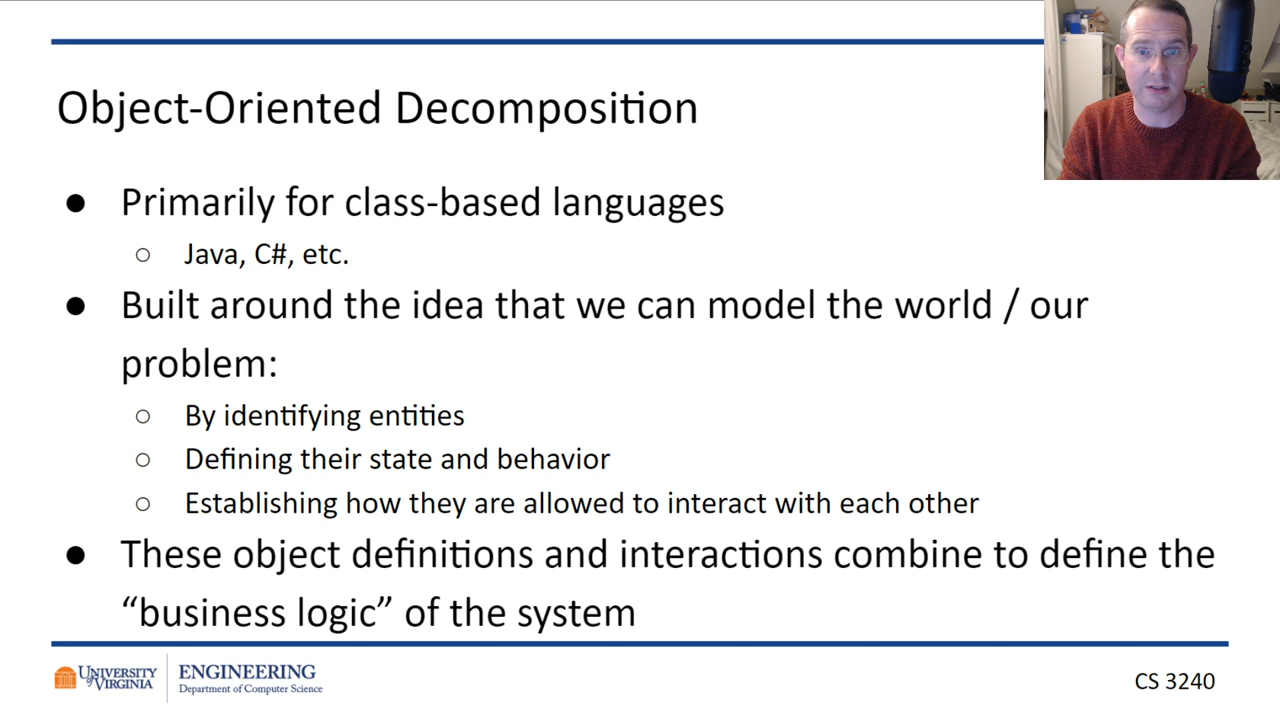 Object-Oriented Decomposition
● Primarily for class-based languages
○ Java, C#, etc.
● Built around the idea that we can model the world / our
problem:
○ By identifying entities
○ Defining their state and behavior
○ Establishing how they are allowed to interact with each other
● These object definitions and interactions combine to define the
“business logic” of the system
UNIVERSITY
of VIRGINIA
ENGINEERING
Department of Computer Science
CS 3240